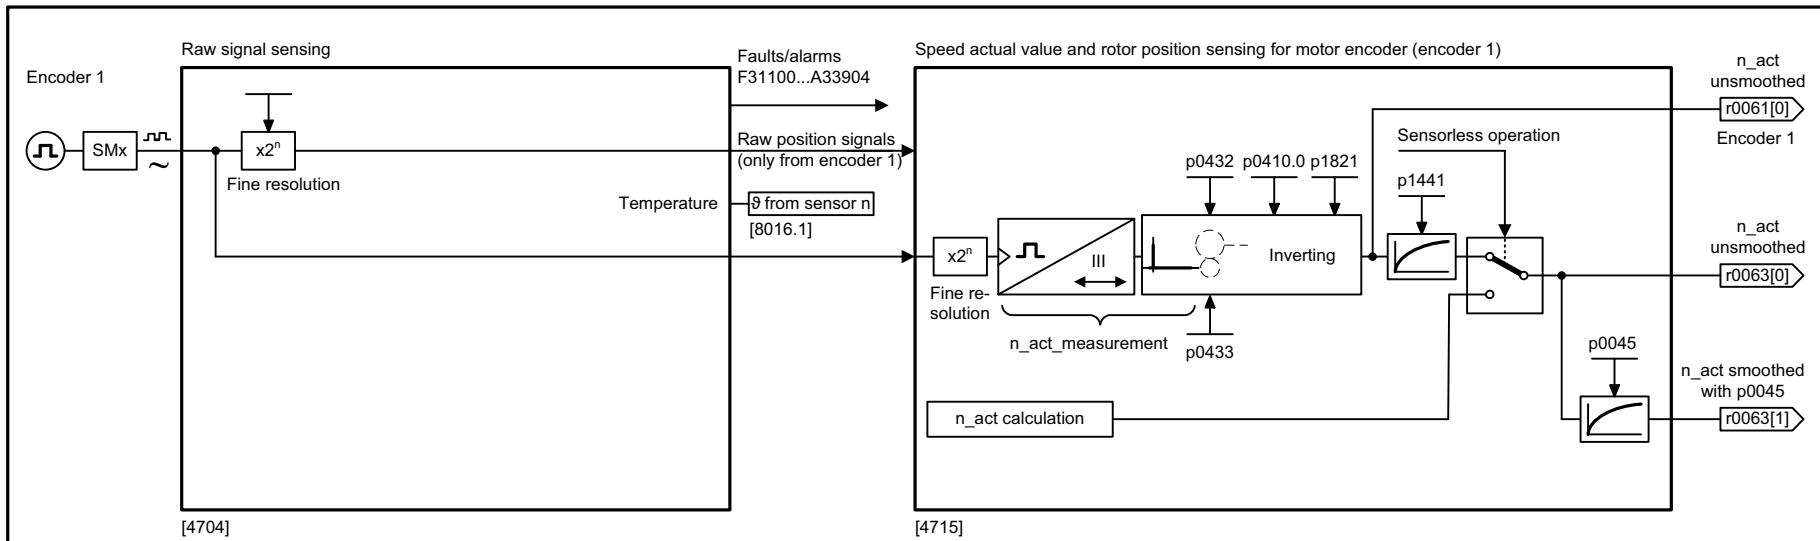 Encoder 1
SMx
Raw signal sensing
x2ⁿ
Fine resolution
Temperature
[4704]
Faults/alarms
F31100...A33904
Raw position signals
(only from encoder 1)
ϑ from sensor n
[8016.1]
Speed actual value and rotor position sensing for motor encoder (encoder 1)
x2ⁿ
Fine re-
solution
III
n_act_measurement
p0432
p0410.0
p1821
Inverting
p0433
n_act calculation
Sensorless operation
p1441
p0045
[4715]
n_act
unsmoothed
r0061[0]
Encoder 1
n_act
unsmoothed
r0063[0]
n_act smoothed
with p0045
r0063[1]